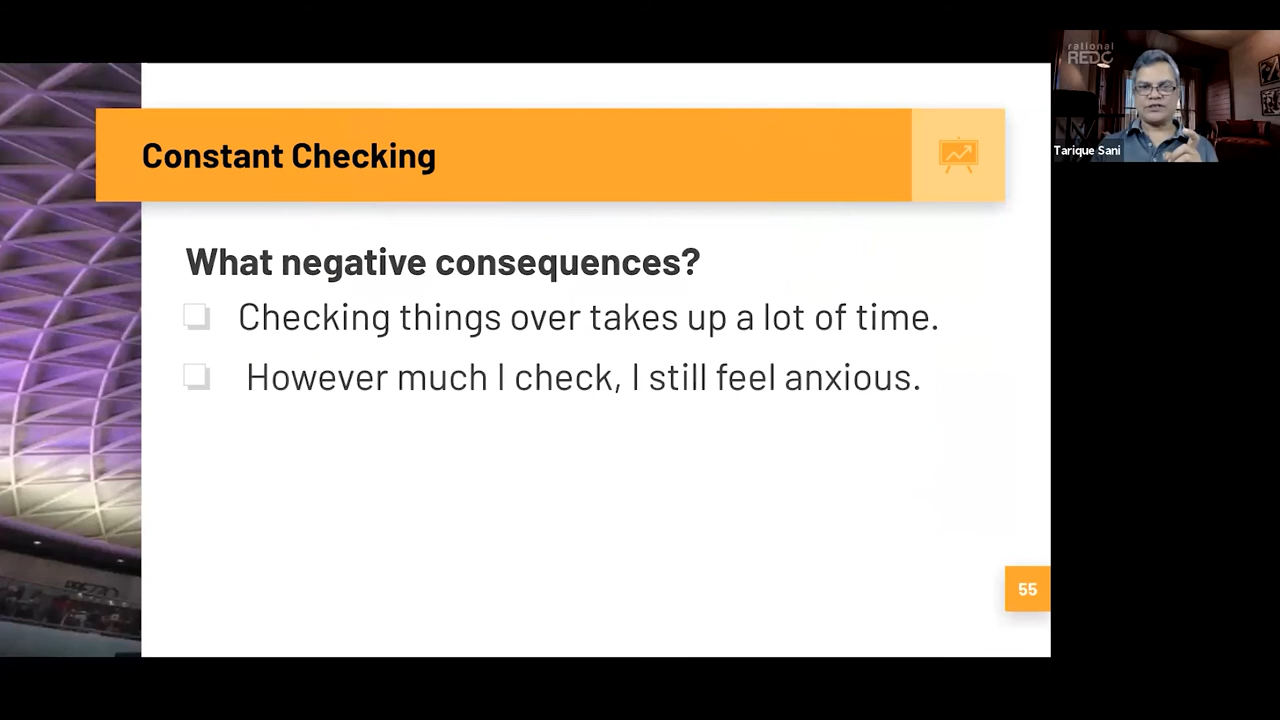 Constant Checking
What negative consequences?
Checking things over takes up a lot of time.
However much I check, I still feel anxious.
55
rational
REDC
Tarique Sani